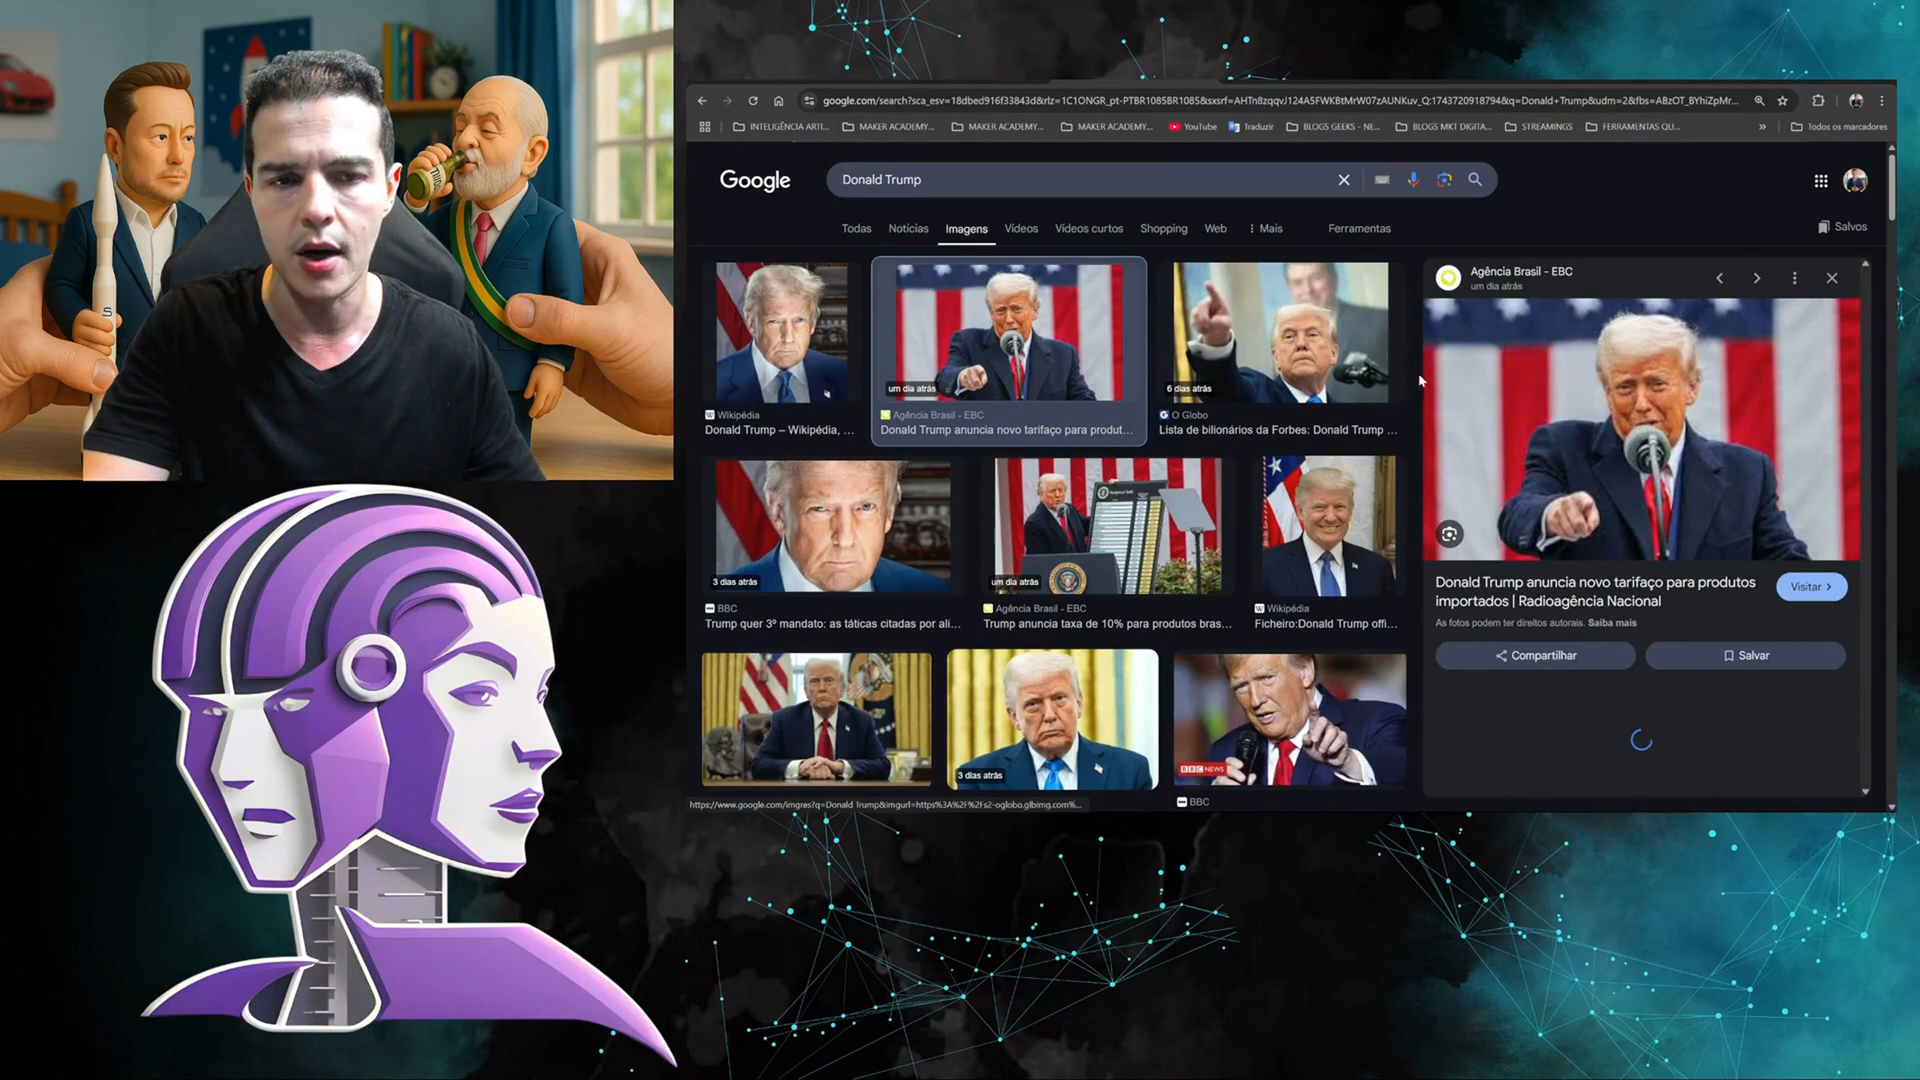 S
google.com/search?sca_esv=18dbed916f33843d&rlz=1C1ONGR_pt-PTBR1085BR1085&sxsrf=AHTn8zqqvJ124A5FWKBtMrW07zAUNKuv_Q:1743720918794&q=Donald+Trump&udm=2&fbs=ABzOT_BYhiZpMr...
INTELIGÊNCIA ARTI... MAKER ACADEMY... MAKER ACADEMY... MAKER ACADEMY... YouTube Traduzir BLOGS GEEKS - NE... BLOGS MKT DIGITA... STREAMINGS FERRAMENTAS QU... » Todos os marcadores
Google Donald Trump
Todas Notícias Imagens Vídeos Vídeos curtos Shopping Web Mais Ferramentas Salvos
um dia atrás
6 dias atrás
Wikipédia Agência Brasil - EBC O Globo
Donald Trump – Wikipédia, ... Donald Trump anuncia novo tarifaço para produt... Lista de bilionários da Forbes: Donald Trump ...
3 dias atrás um dia atrás
BBC Agência Brasil - EBC Wikipédia
Trump quer 3º mandato: as táticas citadas por ali... Trump anuncia taxa de 10% para produtos bras... Ficheiro:Donald Trump offi...
3 dias atrás
BBC NEWS
BBC
https://www.google.com/imgres?q=Donald Trump&imgurl=https%3A%2F%2Fs2-oglobo.glbimg.com%...
Agência Brasil - EBC
um dia atrás
Donald Trump anuncia novo tarifaço para produtos
importados | Radioagência Nacional
Visitar
As fotos podem ter direitos autorais. Saiba mais
Compartilhar Salvar